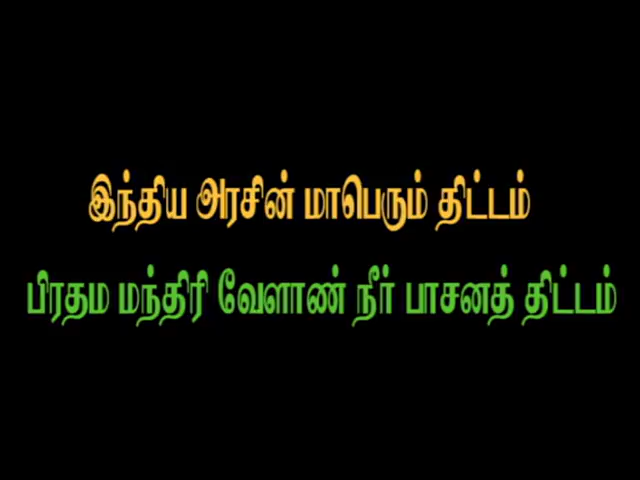 இந்திய அரசின் மாபெரும் திட்டம்
பிரதம மந்திரி வேளாண் நீர் பாசனத் திட்டம்